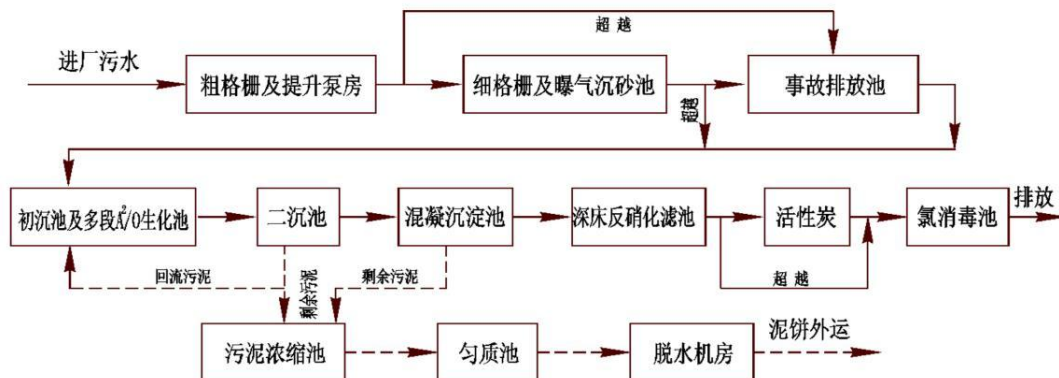 超 越
进厂污水
粗格栅及提升泵房
细格栅及曝气沉砂池
超越
事故排放池
初沉池及多段A²/O生化池
二沉池
混凝沉淀池
深床反硝化滤池
活性炭
氯消毒池
排放
回流污泥
剩余污泥
剩余污泥
超 越
污泥浓缩池
匀质池
脱水机房
泥饼外运